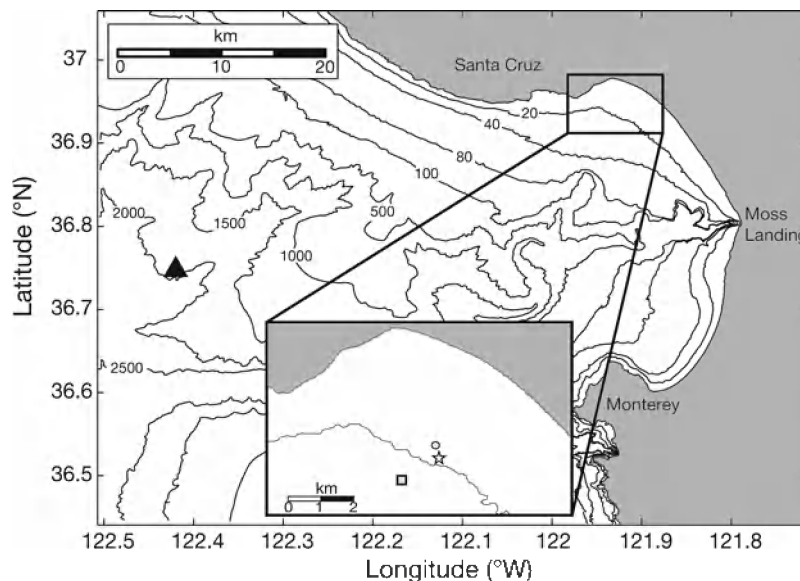 km
0 10 20
37
36.9
36.8
36.7
36.6
36.5
Latitude (°N)
Santa Cruz
20
40
80
100
500
1000
1500
2000
2500
Moss
Landing
Monterey
km
0 1 2
122.5 122.4 122.3 122.2 122.1 122 121.9 121.8
Longitude (°W)